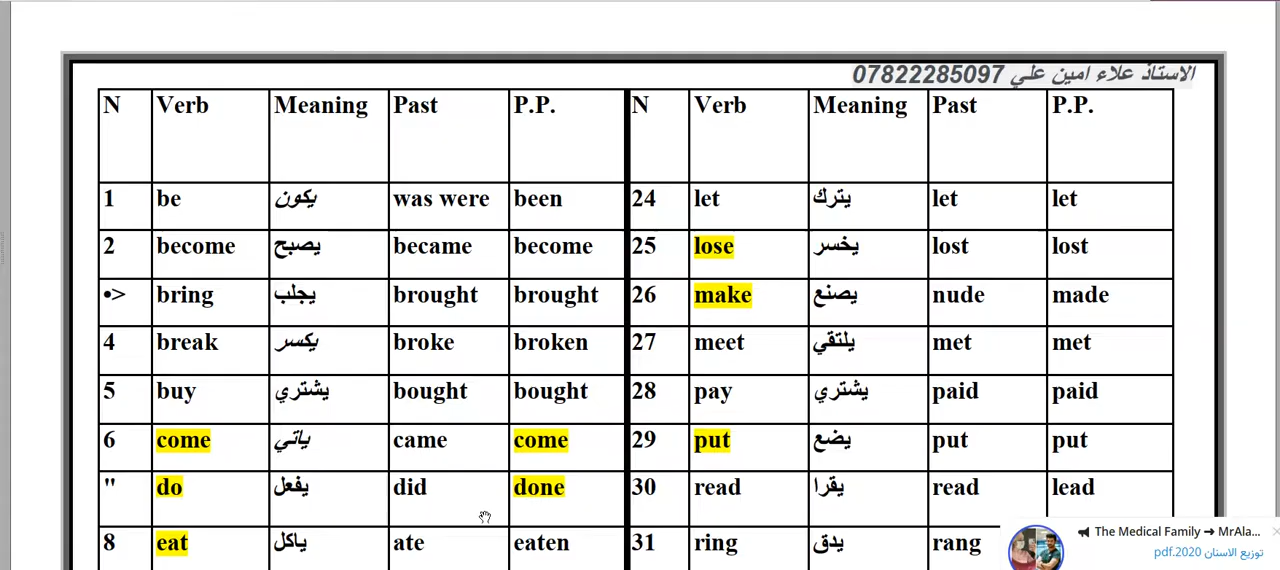 الاستاذ علاء امين علي 07822285097
N Verb Meaning Past P.P. N Verb Meaning Past P.P.
1 be يكون was were been 24 let يترك let let
2 become يصبح became become 25 lose يخسر lost lost
•> bring يجلب brought brought 26 make يصنع nude made
4 break يكسر broke broken 27 meet يلتقي met met
5 buy يشتري bought bought 28 pay يشتري paid paid
6 come ياتي came come 29 put يضع put put
" do يفعل did done 30 read يقرا read lead
8 eat ياكل ate eaten 31 ring يدق rang
The Medical Family → MrAla...
توزيع الاسنان 2020.pdf